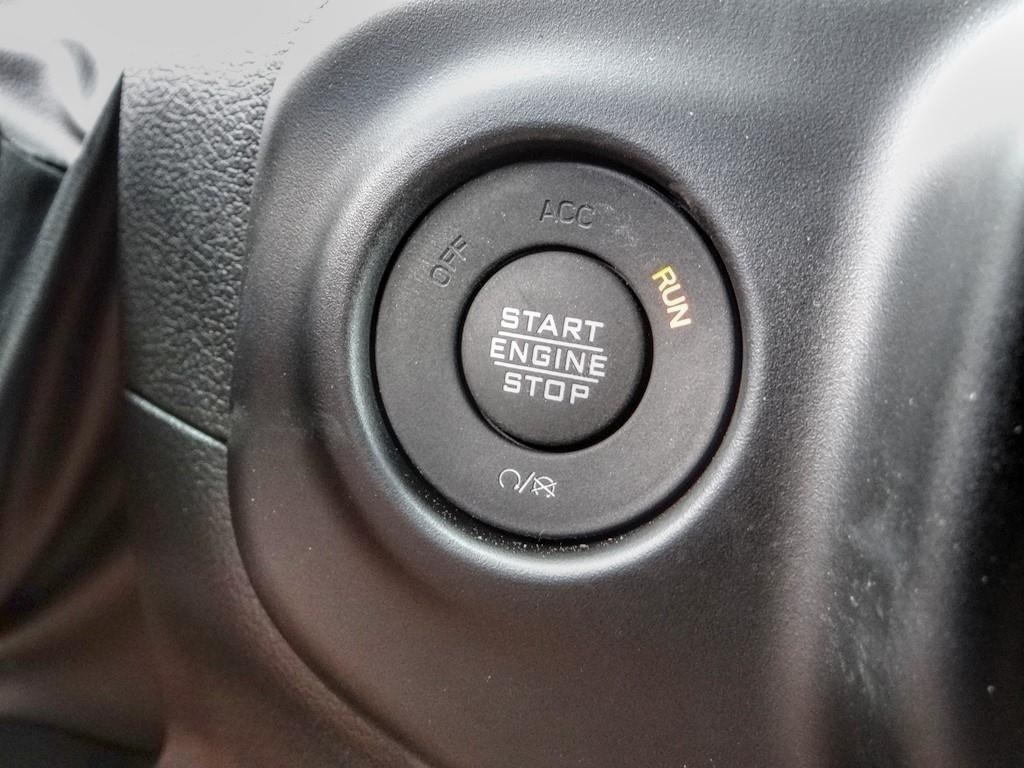 OFF
ACC
RUN
START
ENGINE
STOP